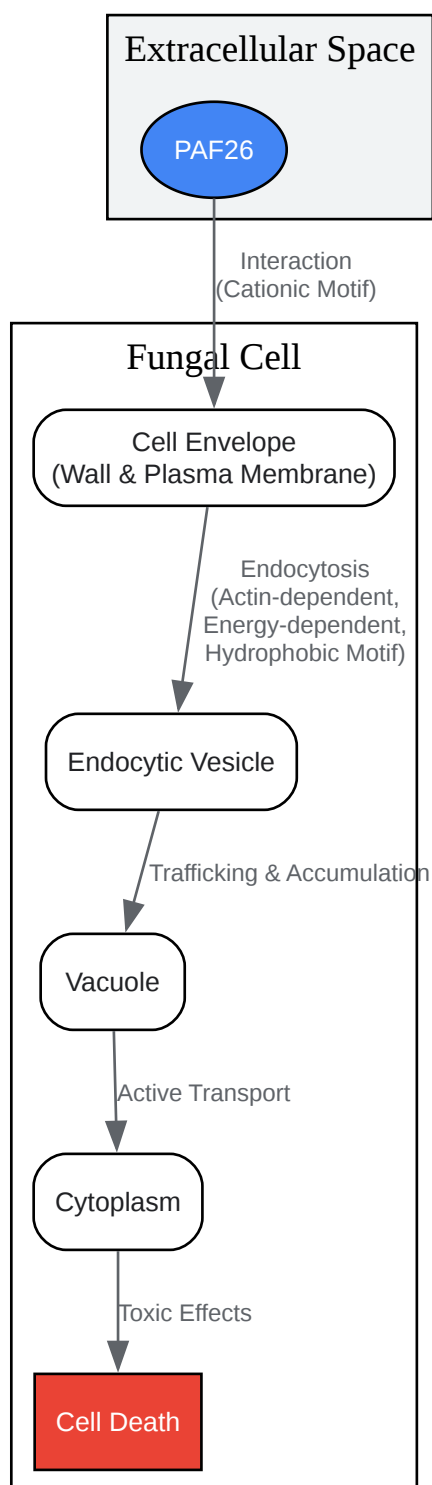 Extracellular Space
PAF26
Interaction
(Cationic Motif)
Fungal Cell
Cell Envelope
(Wall & Plasma Membrane)
Endocytosis
(Actin-dependent,
Energy-dependent,
Hydrophobic Motif)
Endocytic Vesicle
Trafficking & Accumulation
Vacuole
Active Transport
Cytoplasm
Toxic Effects
Cell Death